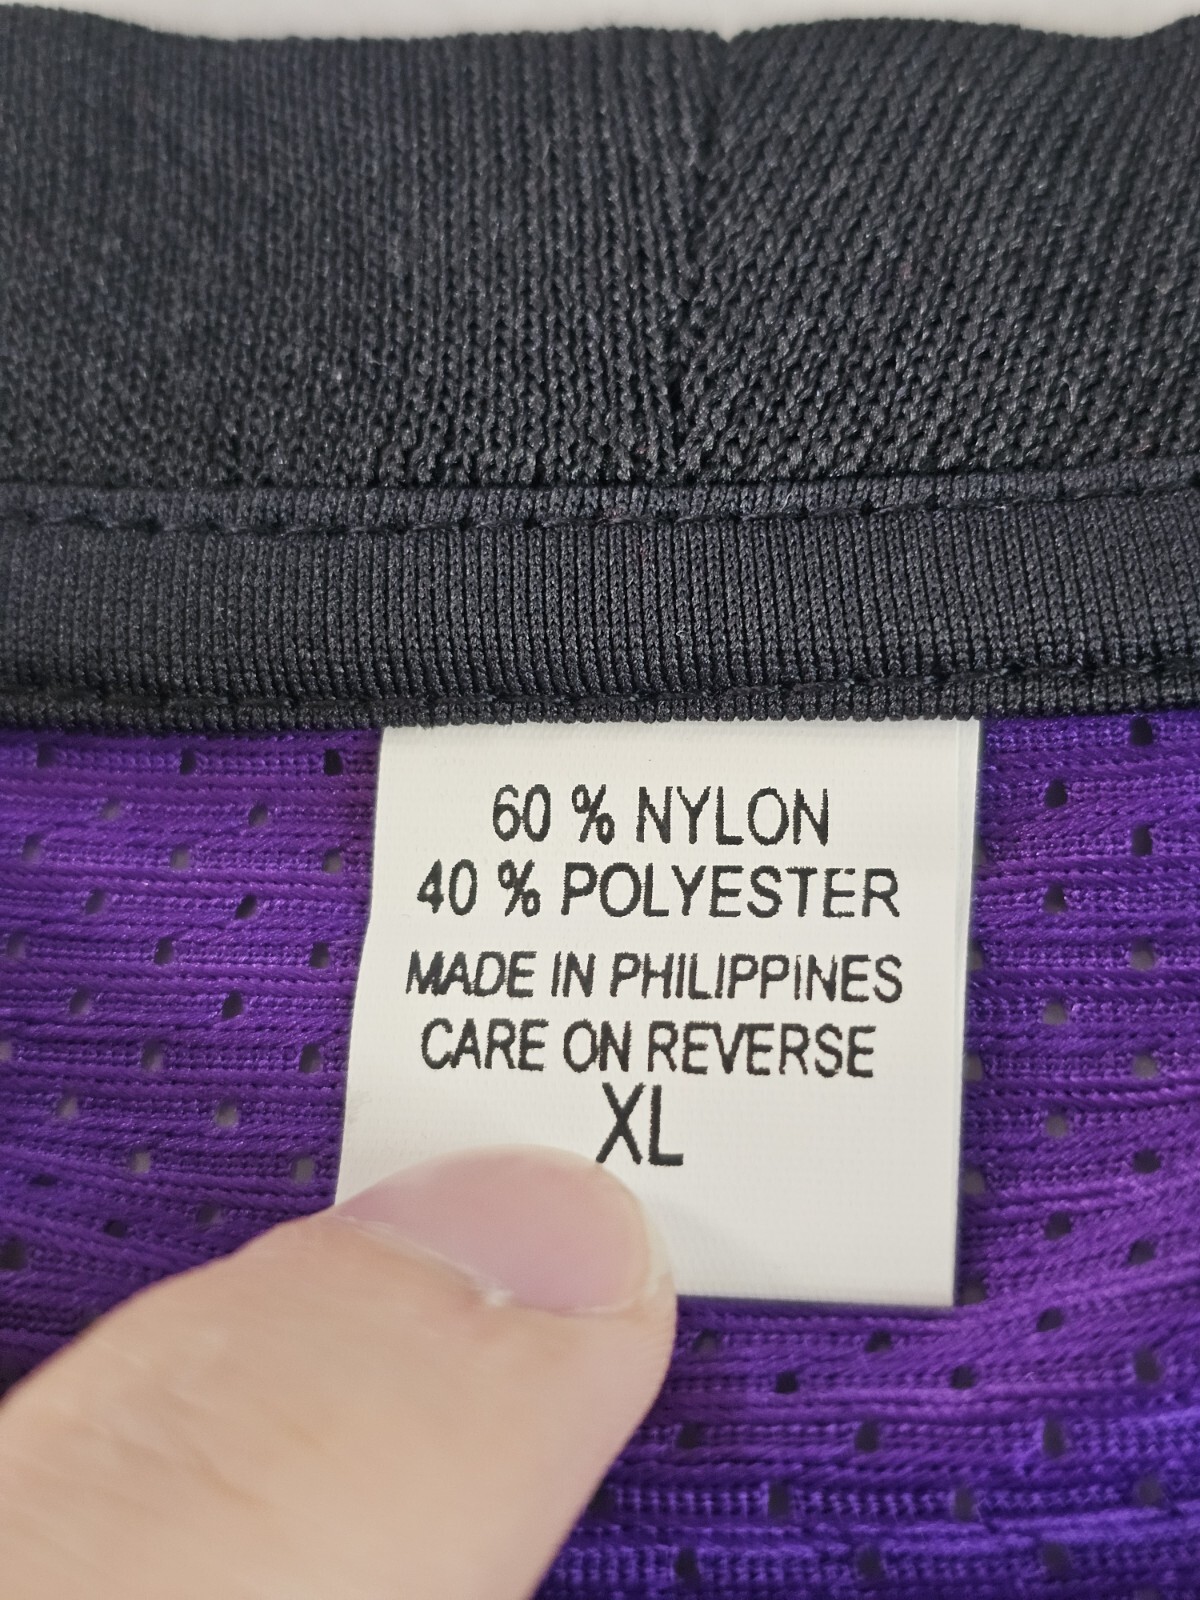 60 % NYLON
40 % POLYESTER
MADE IN PHILIPPINES
CARE ON REVERSE
XL